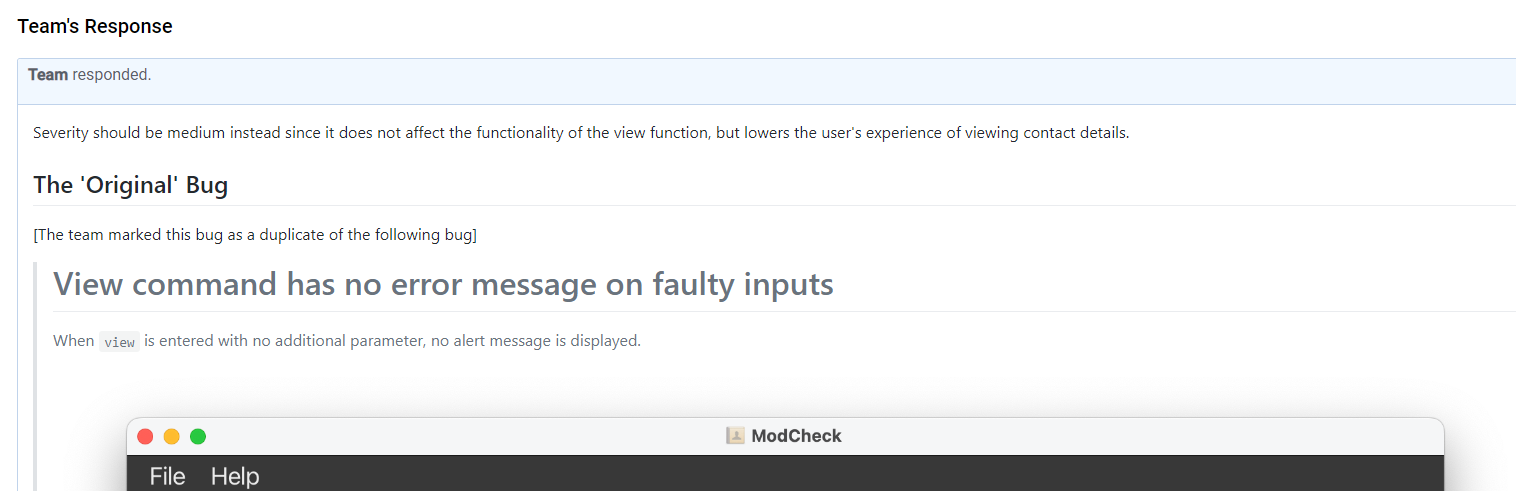 Team's Response
Team responded.
Severity should be medium instead since it does not affect the functionality of the view function, but lowers the user's experience of viewing contact details.
The 'Original' Bug
[The team marked this bug as a duplicate of the following bug]
View command has no error message on faulty inputs
When view is entered with no additional parameter, no alert message is displayed.
ModCheck
File Help